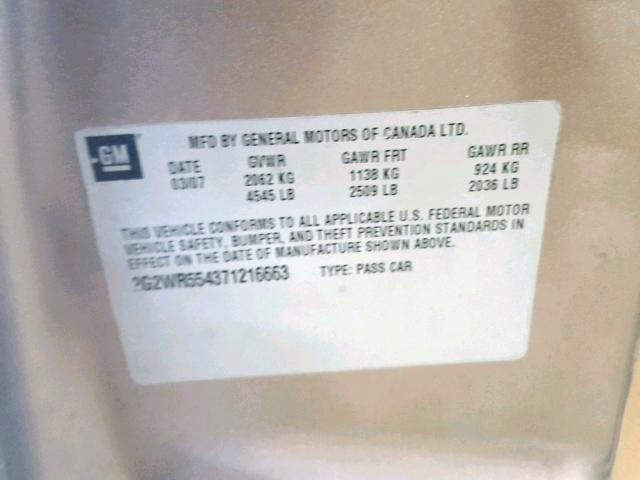 GM
MFD BY GENERAL MOTORS OF CANADA LTD.
DATE GVWR GAWR FRT GAWR RR
03/07 2062 KG 1138 KG 924 KG
4545 LB 2509 LB 2036 LB
THIS VEHICLE CONFORMS TO ALL APPLICABLE U.S. FEDERAL MOTOR
VEHICLE SAFETY, BUMPER, AND THEFT PREVENTION STANDARDS IN
EFFECT ON THE DATE OF MANUFACTURE SHOWN ABOVE.
2G2WR554371216663 TYPE: PASS CAR